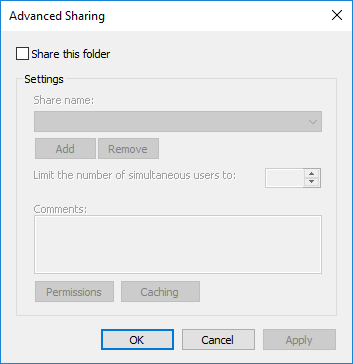 Advanced Sharing
Share this folder
Settings
Share name:
Add Remove
Limit the number of simultaneous users to:
Comments:
Permissions Caching
OK Cancel Apply